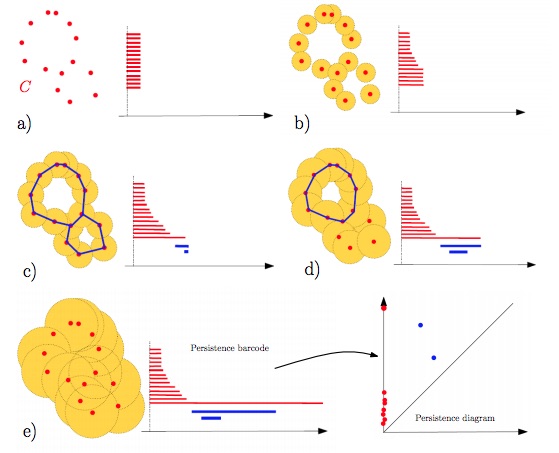 C
a)
b)
c)
d)
Persistence barcode
Persistence diagram
e)